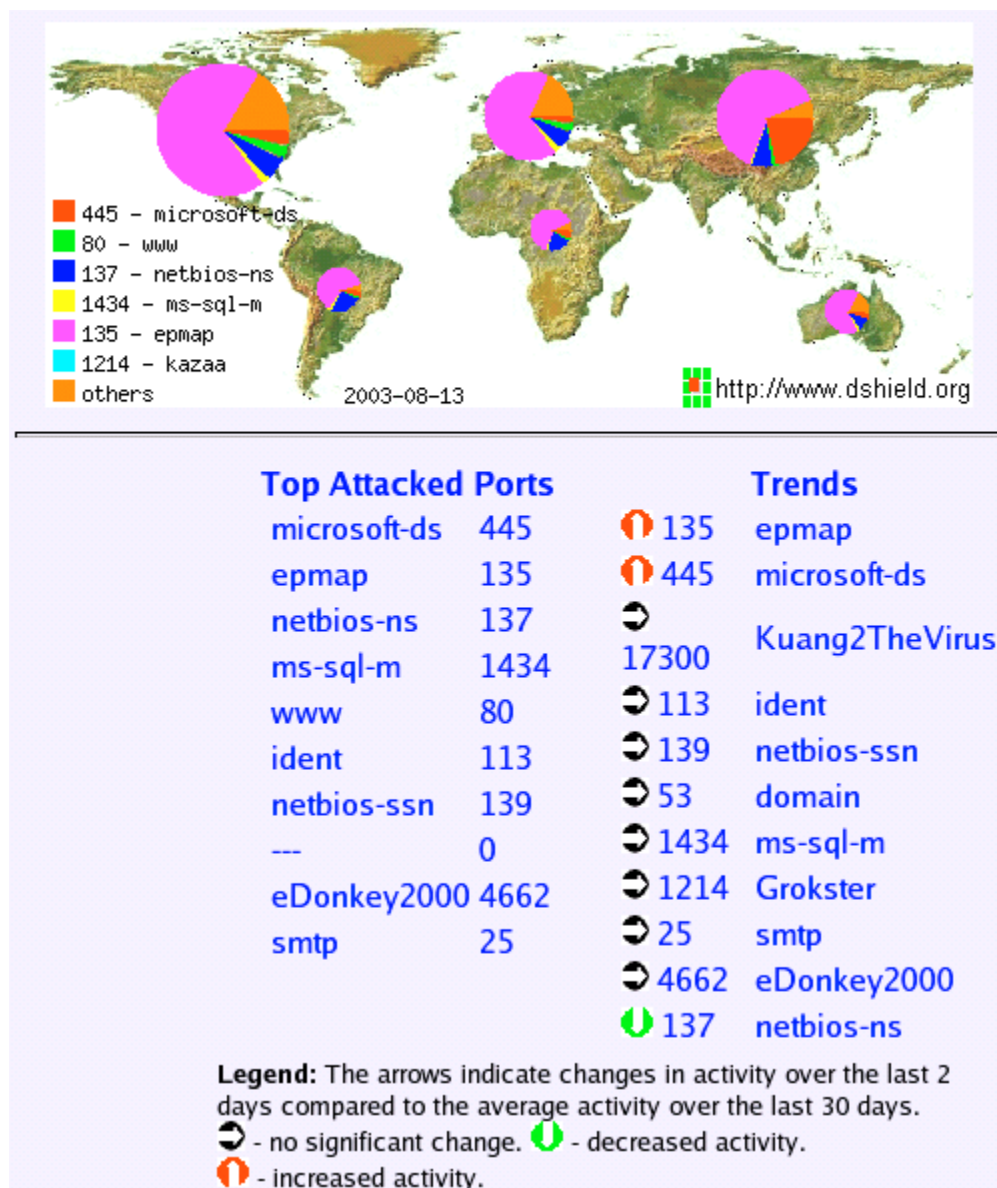 445 - microsoft-ds
80 - www
137 - netbios-ns
1434 - ms-sql-m
135 - epmap
1214 - kazaa
others
2003-08-13
http://www.dshield.org
Top Attacked Ports
microsoft-ds 445
epmap 135
netbios-ns 137
ms-sql-m 1434
www 80
ident 113
netbios-ssn 139
--- 0
eDonkey2000 4662
smtp 25
Trends
135 epmap
445 microsoft-ds
17300 Kuang2TheVirus
113 ident
139 netbios-ssn
53 domain
1434 ms-sql-m
1214 Grokster
25 smtp
4662 eDonkey2000
137 netbios-ns
Legend: The arrows indicate changes in activity over the last 2
days compared to the average activity over the last 30 days.
- no significant change. - decreased activity.
- increased activity.